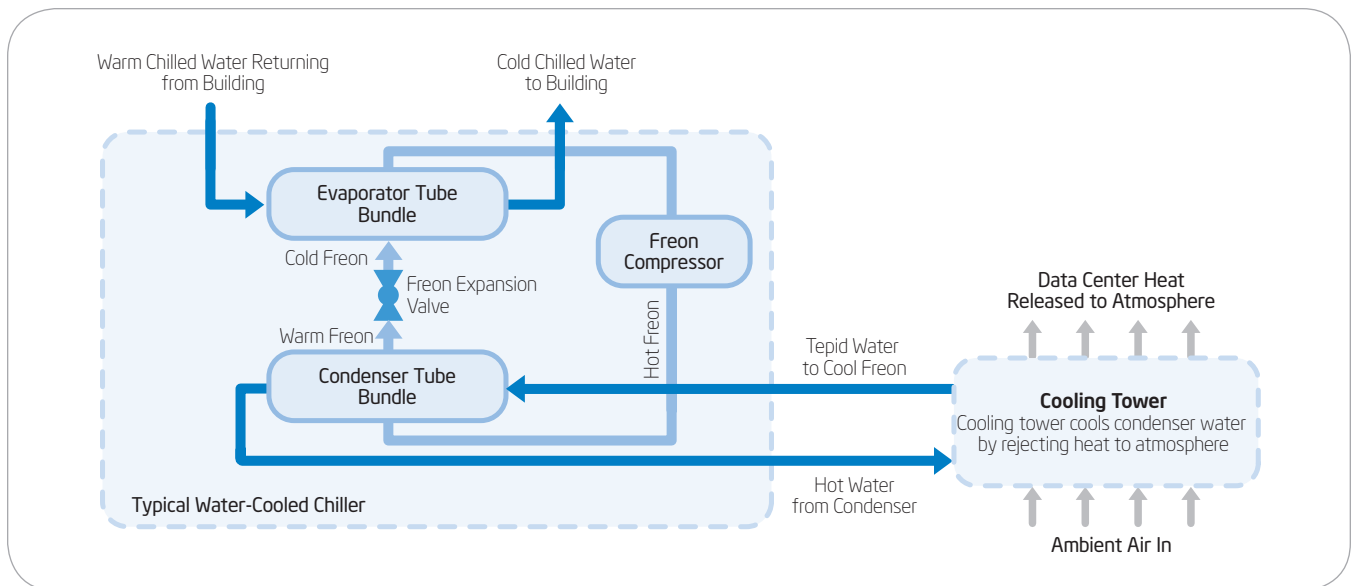 Warm Chilled Water Returning
from Building
Cold Chilled Water
to Building
Evaporator Tube
Bundle
Freon
Compressor
Cold Freon
Freon Expansion
Valve
Warm Freon
Hot Freon
Condenser Tube
Bundle
Typical Water-Cooled Chiller
Tepid Water
to Cool Freon
Hot Water
from Condenser
Data Center Heat
Released to Atmosphere
Cooling Tower
Cooling tower cools condenser water
by rejecting heat to atmosphere
Ambient Air In